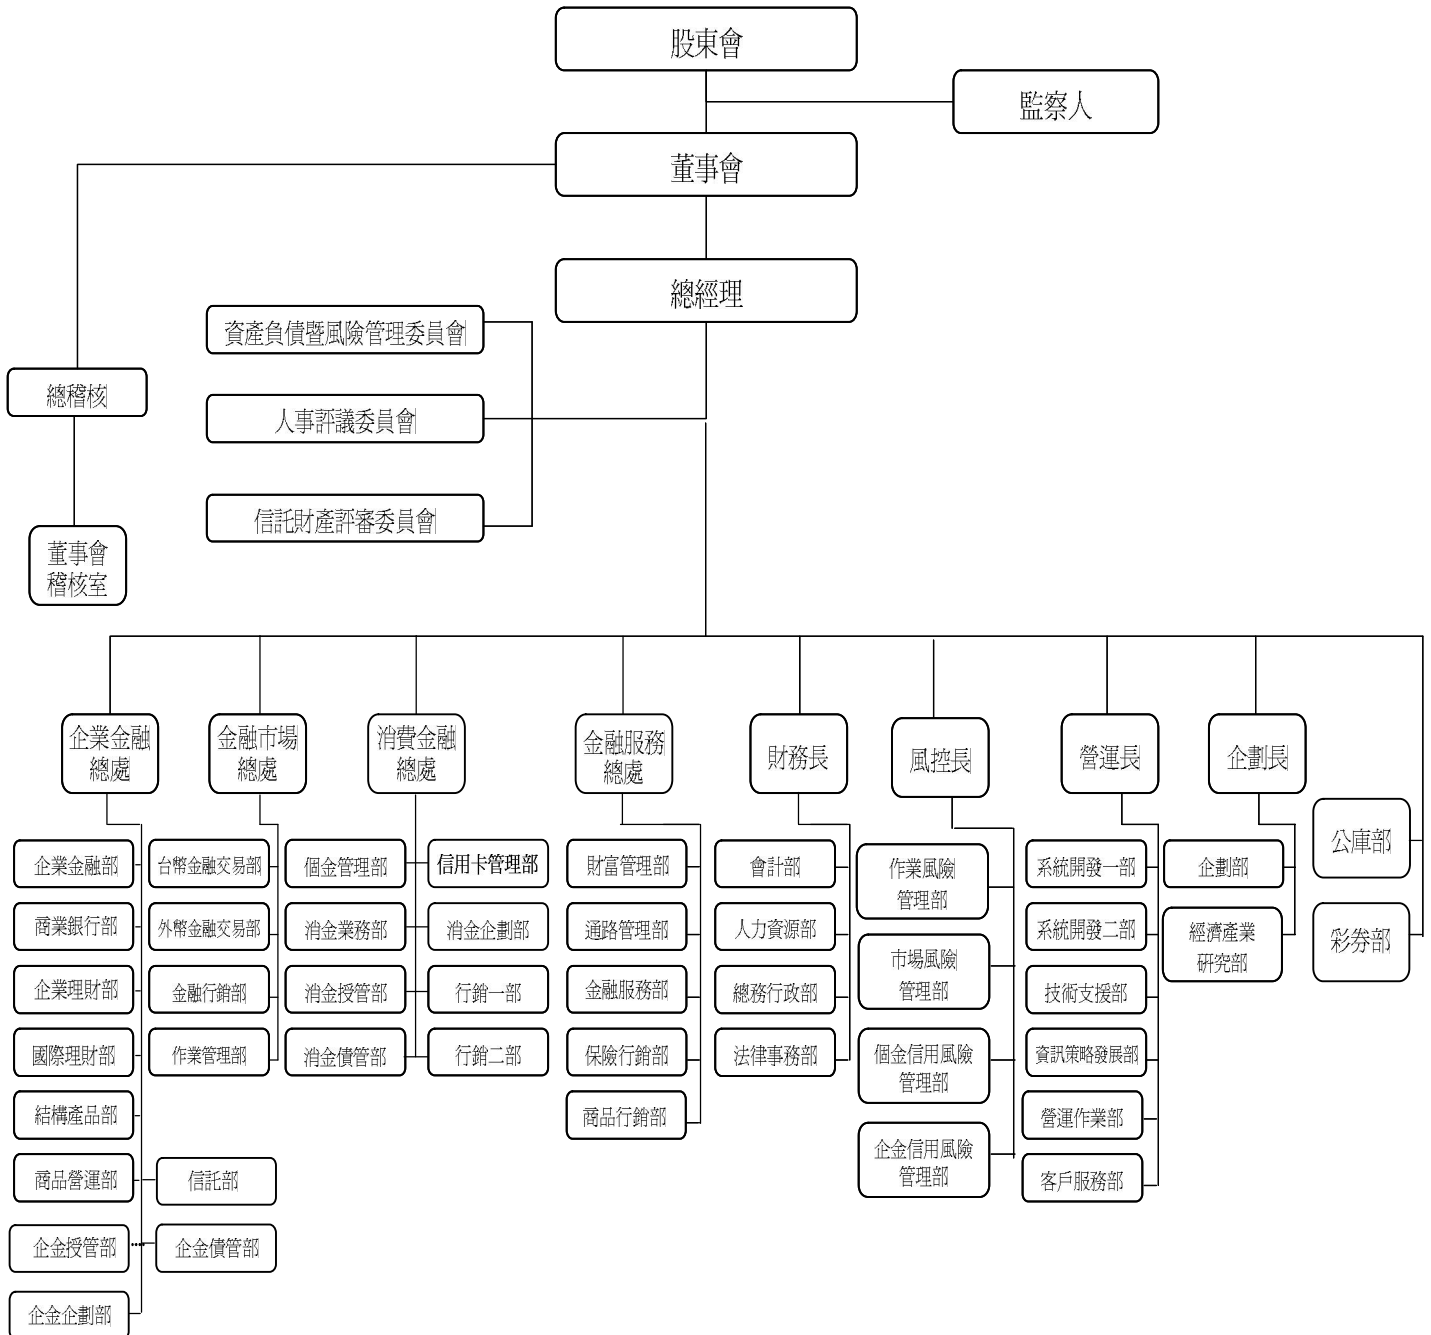 股東會
監察人
董事會
總經理
資產負債暨風險管理委員會
總稽核
人事評議委員會
信託財產評審委員會
董事會
稽核室
企業金融
總處
金融市場
總處
消費金融
總處
金融服務
總處
財務長
風控長
營運長
企劃長
公庫部
彩券部
企業金融部
商業銀行部
企業理財部
國際理財部
結構產品部
商品營運部
信託部
企金授管部
企金債管部
企金企劃部
台幣金融交易部
外幣金融交易部
金融行銷部
作業管理部
個金管理部
信用卡管理部
消金業務部
消金企劃部
消金授管部
行銷一部
消金債管部
行銷二部
財富管理部
通路管理部
金融服務部
保險行銷部
商品行銷部
會計部
人力資源部
總務行政部
法律事務部
作業風險
管理部
市場風險
管理部
個金信用風險
管理部
企金信用風險
管理部
系統開發一部
系統開發二部
技術支援部
資訊策略發展部
營運作業部
客戶服務部
企劃部
經濟產業
研究部